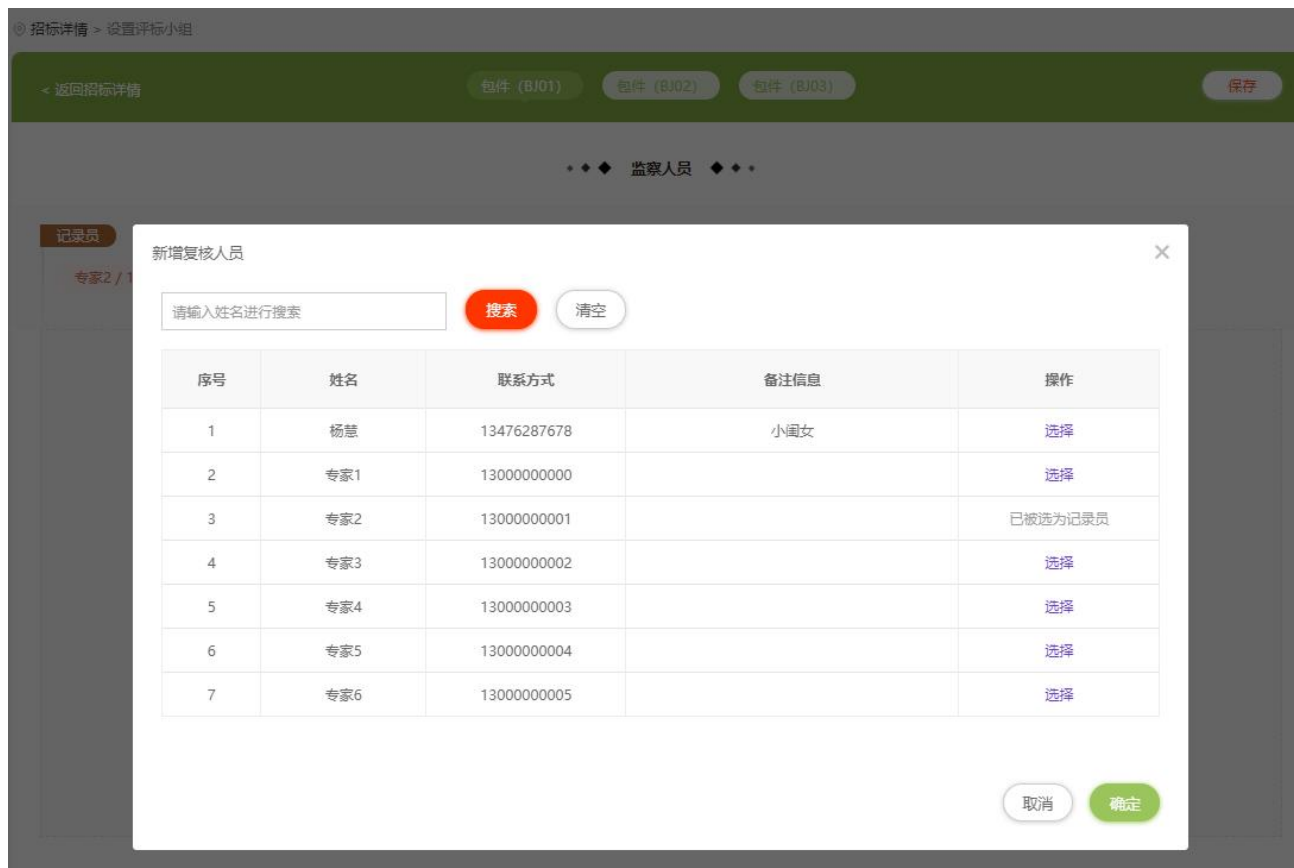 招标详情 > 设置评标小组
< 返回招标详情 包件 (BJ01) 包件 (BJ02) 包件 (BJ03) 保存
监察人员
记录员
专家2 / 1
新增复核人员 ×
请输入姓名进行搜索 搜索 清空
序号 姓名 联系方式 备注信息 操作
1 杨慧 13476287678 小闺女 选择
2 专家1 13000000000 选择
3 专家2 13000000001 已被选为记录员
4 专家3 13000000002 选择
5 专家4 13000000003 选择
6 专家5 13000000004 选择
7 专家6 13000000005 选择
取消 确定